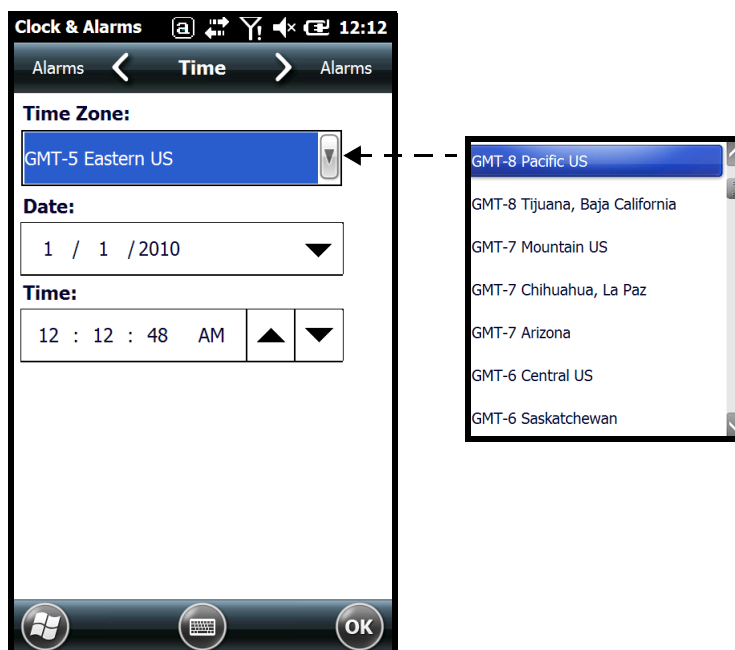 Clock & Alarms a 12:12
Alarms Time Alarms
Time Zone:
GMT-5 Eastern US
Date:
1 / 1 / 2010
Time:
12 : 12 : 48 AM
OK
GMT-8 Pacific US
GMT-8 Tijuana, Baja California
GMT-7 Mountain US
GMT-7 Chihuahua, La Paz
GMT-7 Arizona
GMT-6 Central US
GMT-6 Saskatchewan